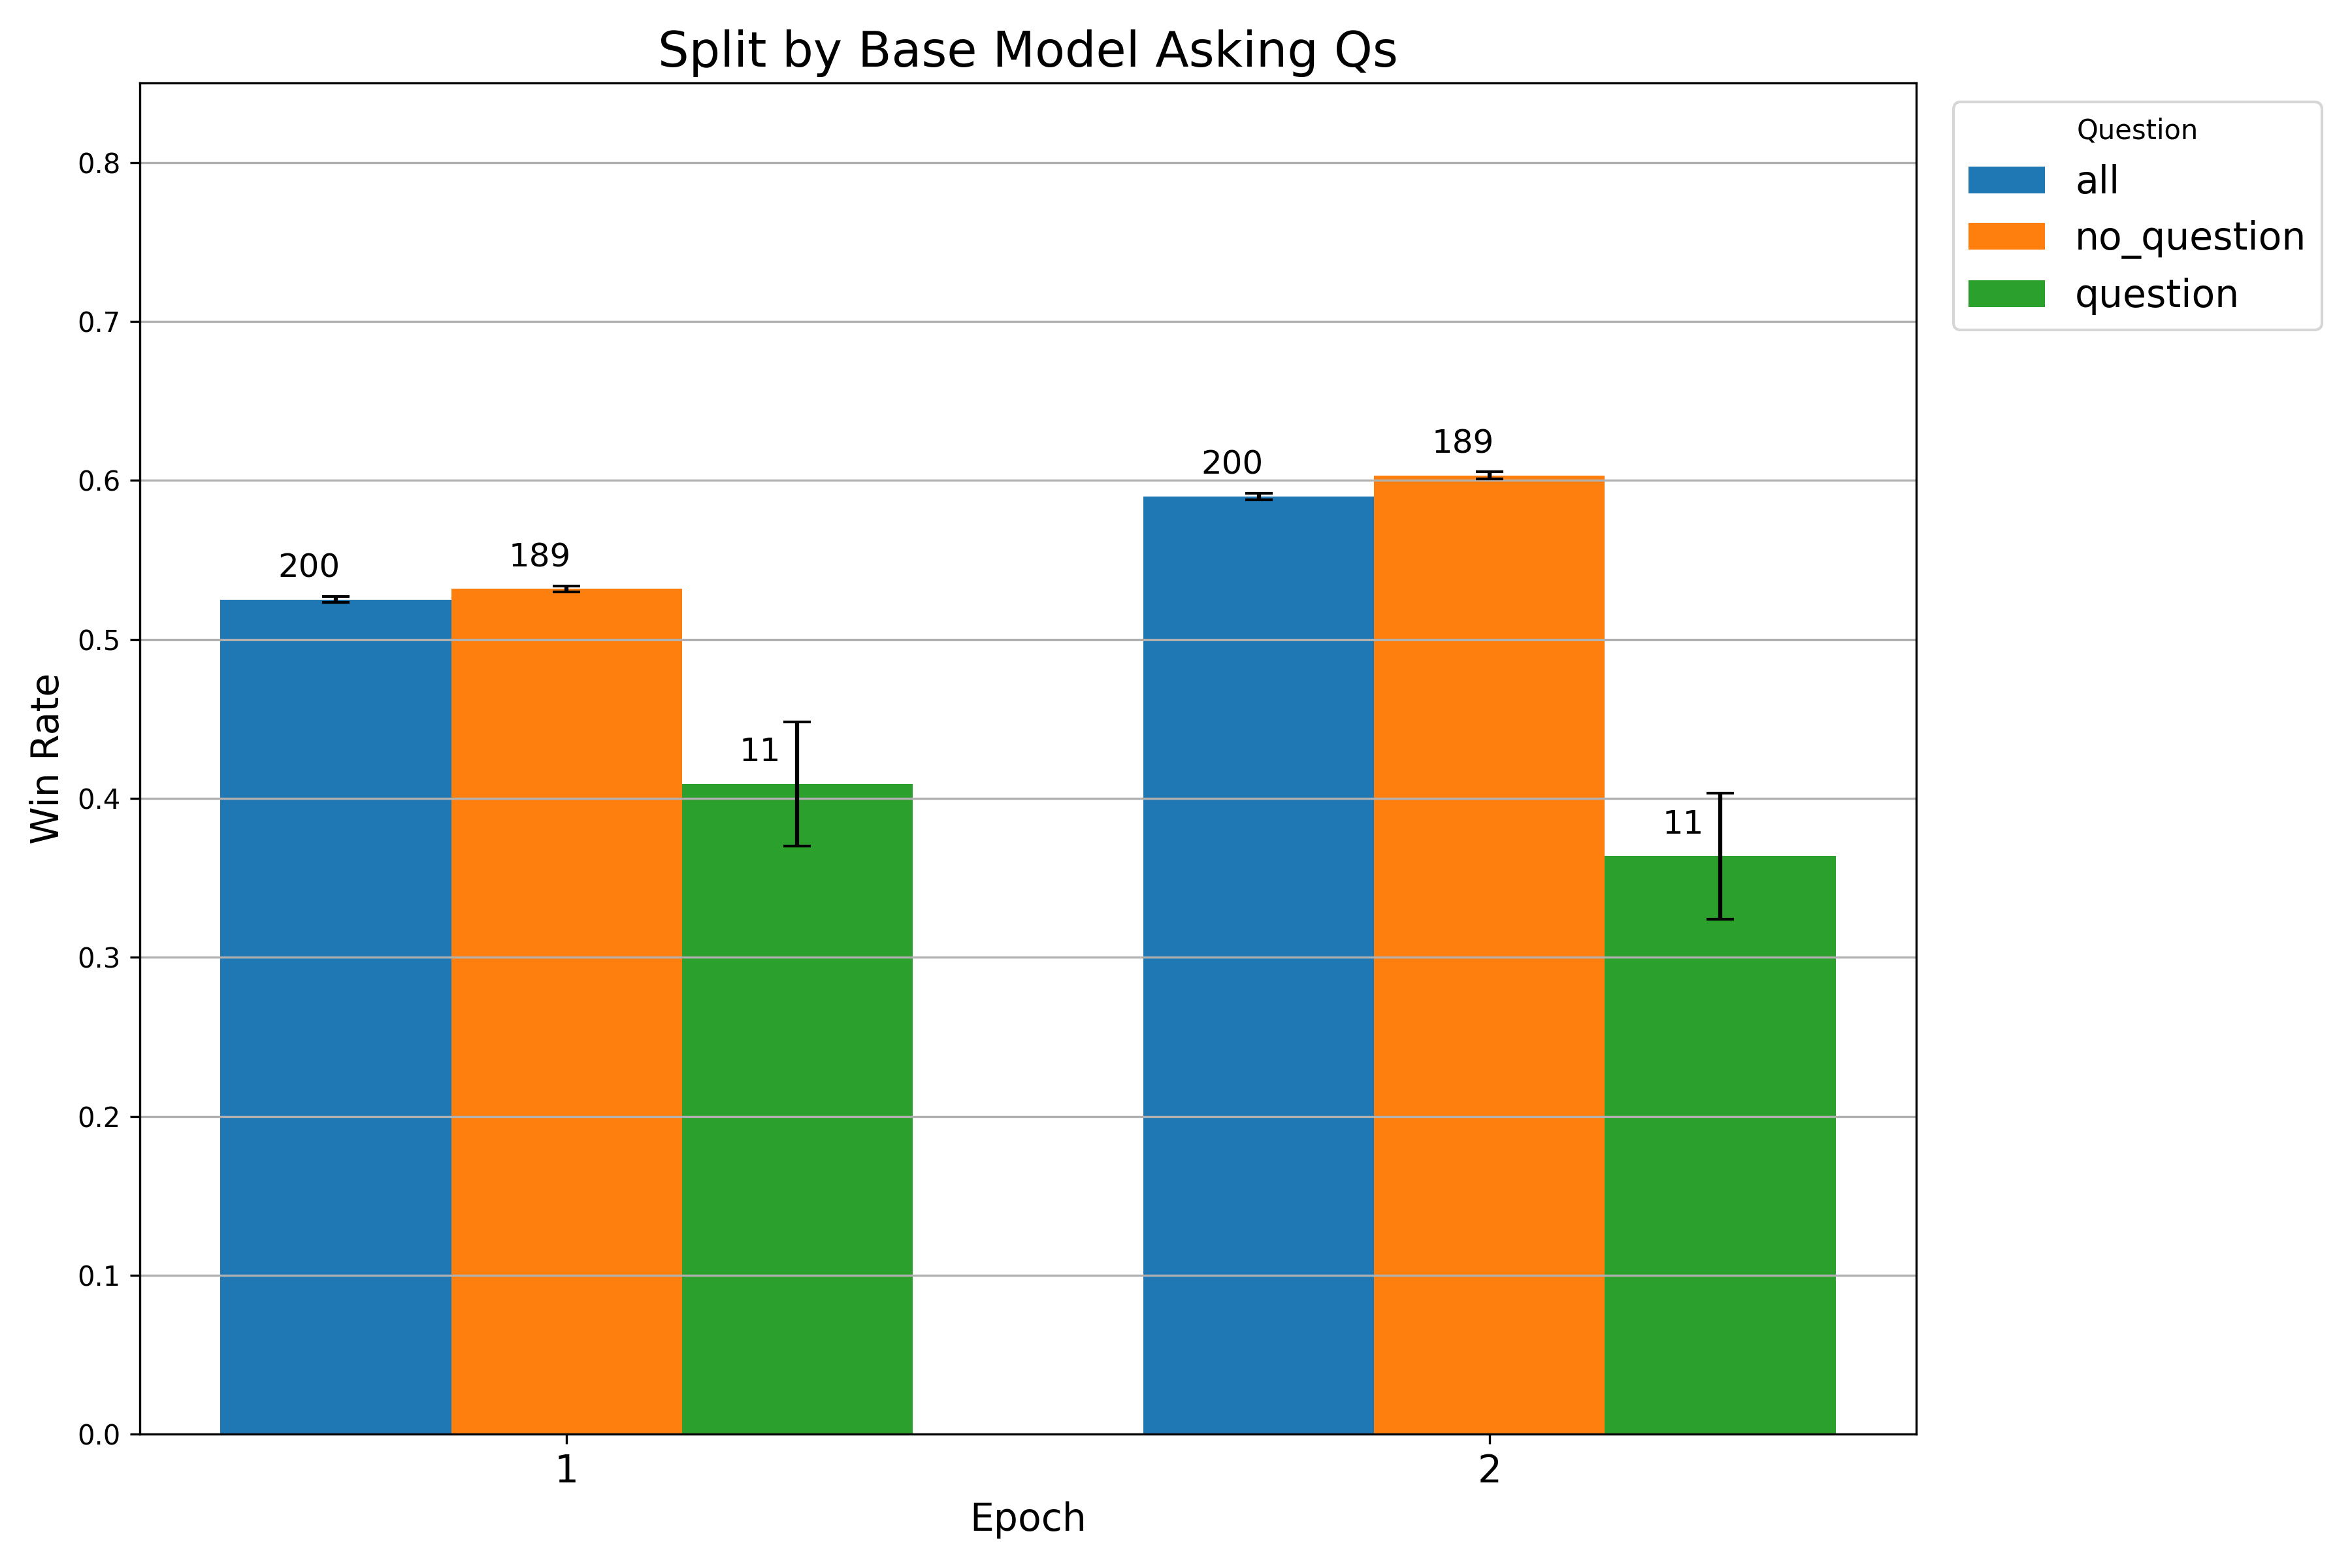 Split by Base Model Asking Qs
Question
all
no_question
question
Win Rate
0.8
0.7
0.6
0.5
0.4
0.3
0.2
0.1
0.0
200
189
11
200
189
11
1
2
Epoch